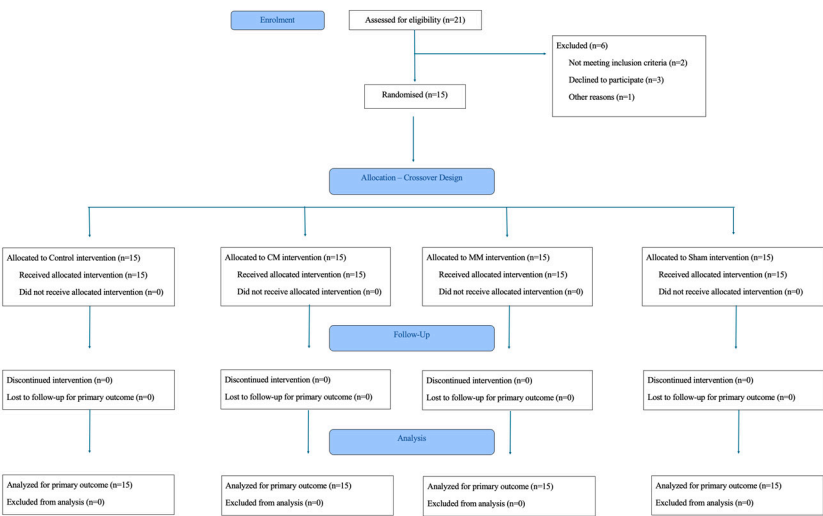 Enrolment
Assessed for eligibility (n=21)
Excluded (n=6)
Not meeting inclusion criteria (n=2)
Declined to participate (n=3)
Other reasons (n=1)
Randomised (n=15)
Allocation – Crossover Design
Allocated to Control intervention (n=15)
Received allocated intervention (n=15)
Did not receive allocated intervention (n=0)
Allocated to CM intervention (n=15)
Received allocated intervention (n=15)
Did not receive allocated intervention (n=0)
Allocated to MM intervention (n=15)
Received allocated intervention (n=15)
Did not receive allocated intervention (n=0)
Allocated to Sham intervention (n=15)
Received allocated intervention (n=15)
Did not receive allocated intervention (n=0)
Follow-Up
Discontinued intervention (n=0)
Lost to follow-up for primary outcome (n=0)
Discontinued intervention (n=0)
Lost to follow-up for primary outcome (n=0)
Discontinued intervention (n=0)
Lost to follow-up for primary outcome (n=0)
Discontinued intervention (n=0)
Lost to follow-up for primary outcome (n=0)
Analysis
Analyzed for primary outcome (n=15)
Excluded from analysis (n=0)
Analyzed for primary outcome (n=15)
Excluded from analysis (n=0)
Analyzed for primary outcome (n=15)
Excluded from analysis (n=0)
Analyzed for primary outcome (n=15)
Excluded from analysis (n=0)